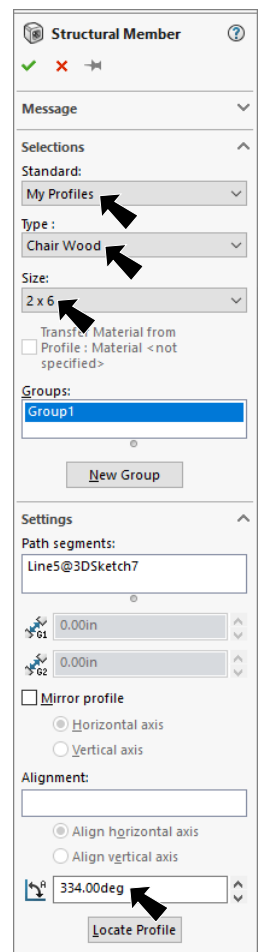 Structural Member
Message
Selections
Standard:
My Profiles
Type :
Chair Wood
Size:
2 x 6
Transfer Material from
Profile : Material <not
specified>
Groups:
Group1
New Group
Settings
Path segments:
Line5@3DSketch7
G1 0.00in
G2 0.00in
Mirror profile
Horizontal axis
Vertical axis
Alignment:
Align horizontal axis
Align vertical axis
334.00deg
Locate Profile